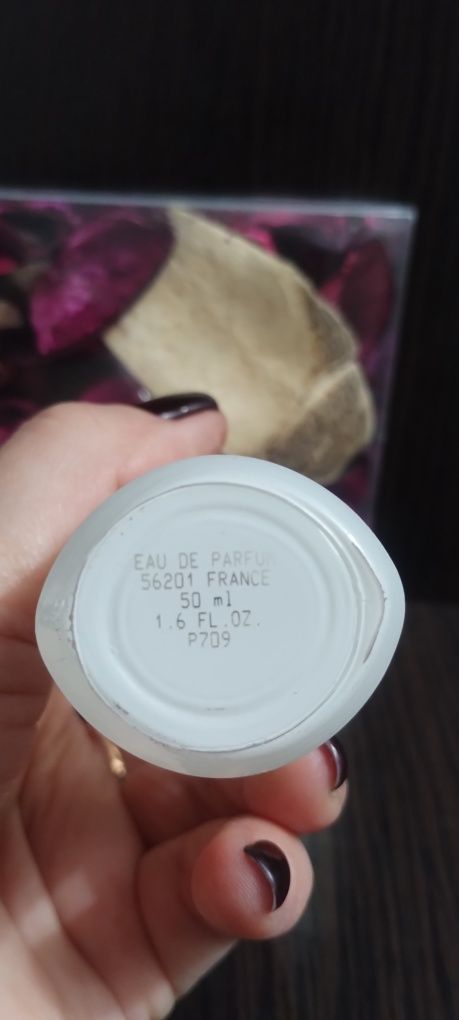 EAU DE PARFUM
56201 FRANCE
50 ml
1.6 FL.OZ.
P709